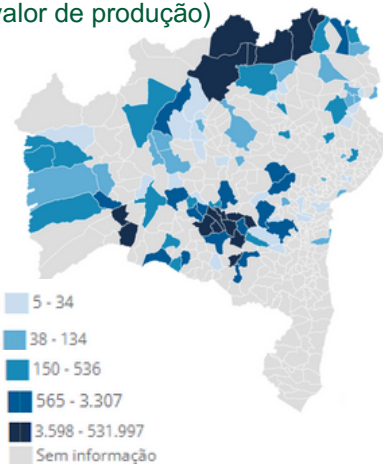 valor de produção)
5 - 34
38 - 134
150 - 536
565 - 3.307
3.598 - 531.997
Sem informação